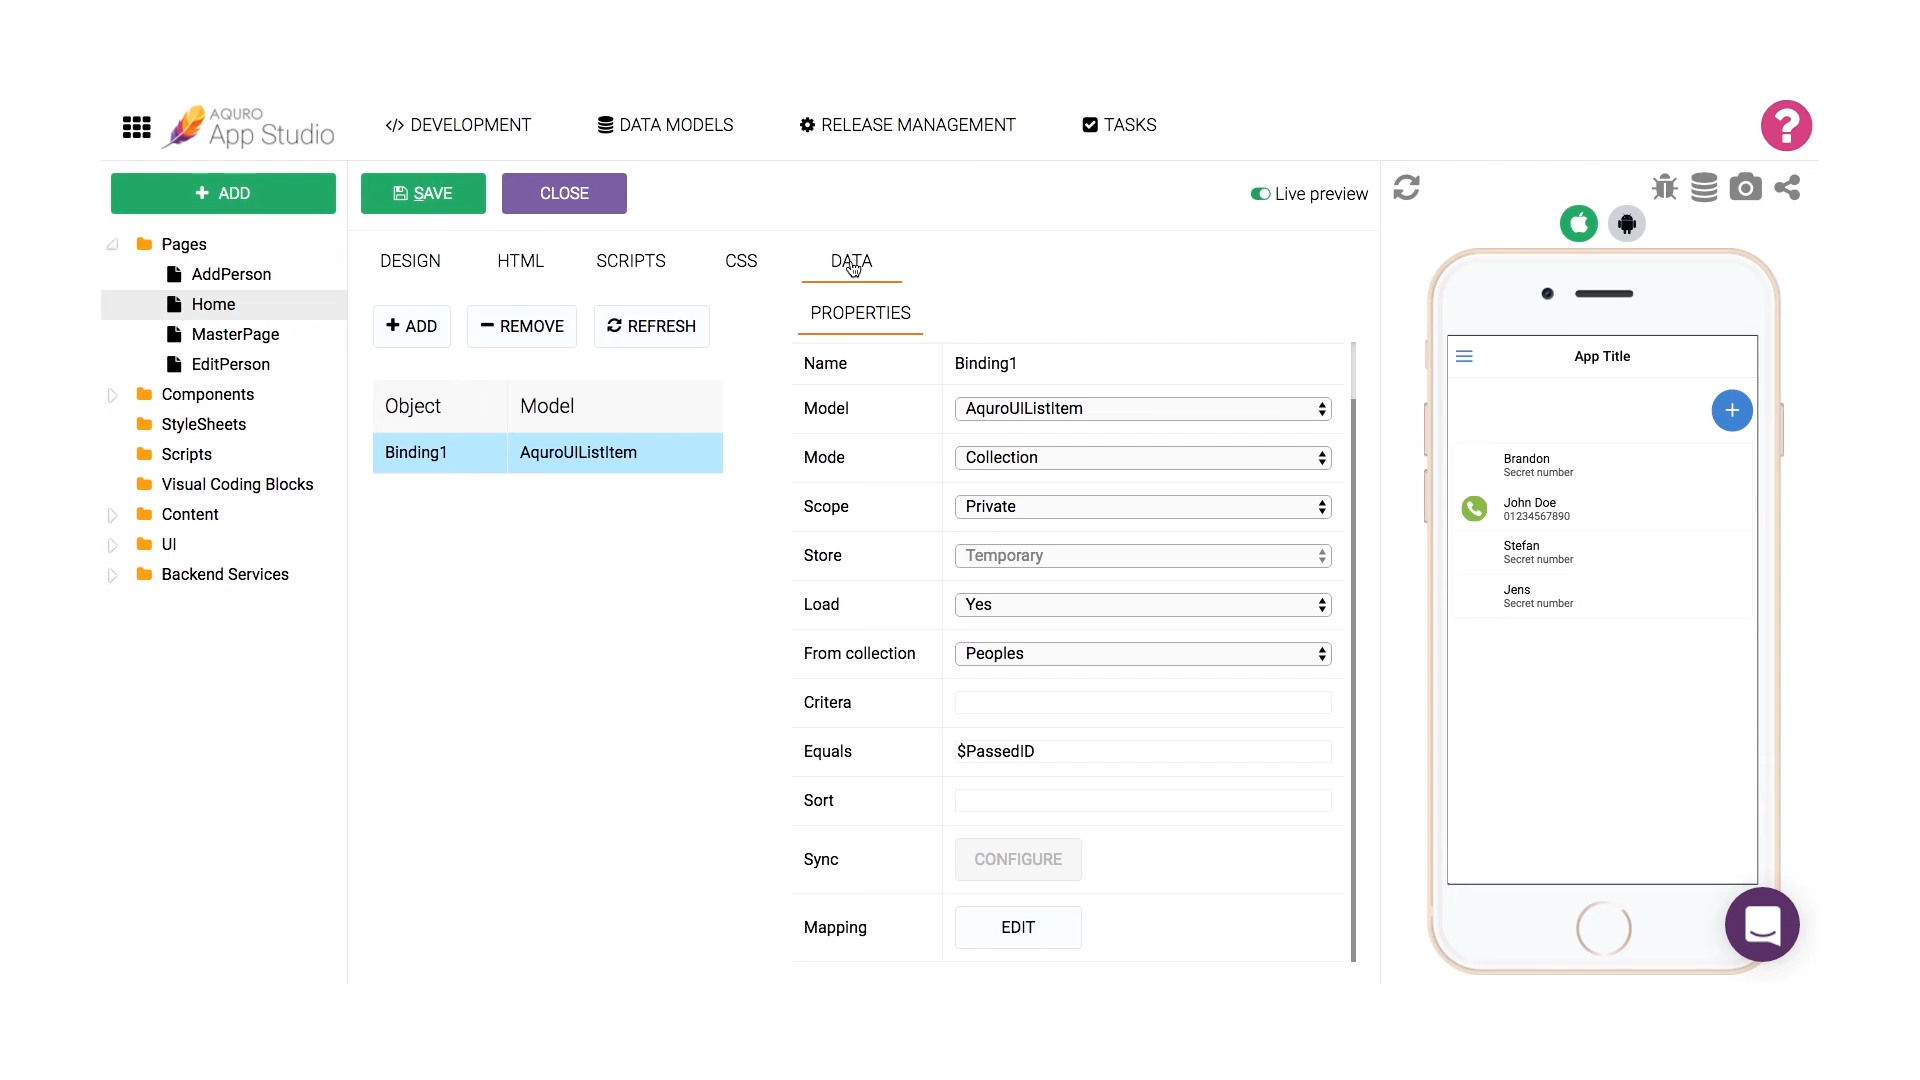 AQURO
App Studio
</> DEVELOPMENT
DATA MODELS
RELEASE MANAGEMENT
TASKS
?
+ ADD
SAVE
CLOSE
Live preview
Pages
AddPerson
Home
MasterPage
EditPerson
Components
StyleSheets
Scripts
Visual Coding Blocks
Content
UI
Backend Services
DESIGN
HTML
SCRIPTS
CSS
DATA
+ ADD
− REMOVE
REFRESH
Object Model
Binding1 AquroUIListItem
PROPERTIES
Name Binding1
Model AquroUIListItem
Mode Collection
Scope Private
Store Temporary
Load Yes
From collection Peoples
Critera
Equals $PassedID
Sort
Sync CONFIGURE
Mapping EDIT
App Title
+
Brandon
Secret number
John Doe
01234567890
Stefan
Secret number
Jens
Secret number